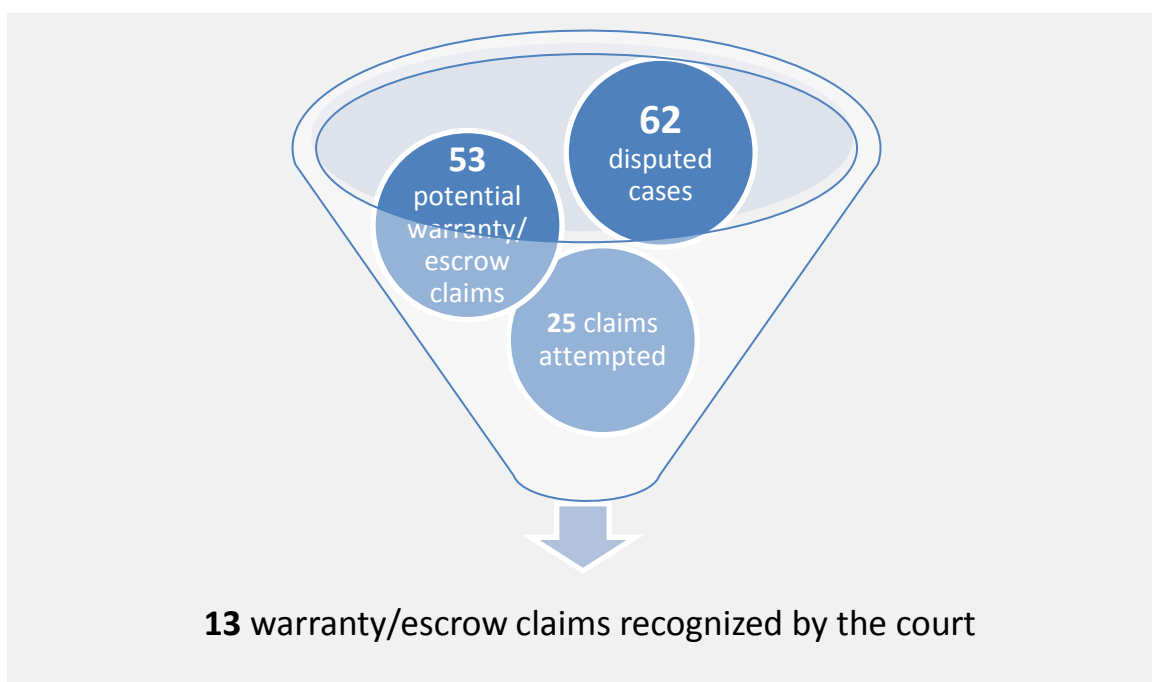 62
disputed
cases
53
potential
warranty/
escrow
claims
25 claims
attempted
13 warranty/escrow claims recognized by the court